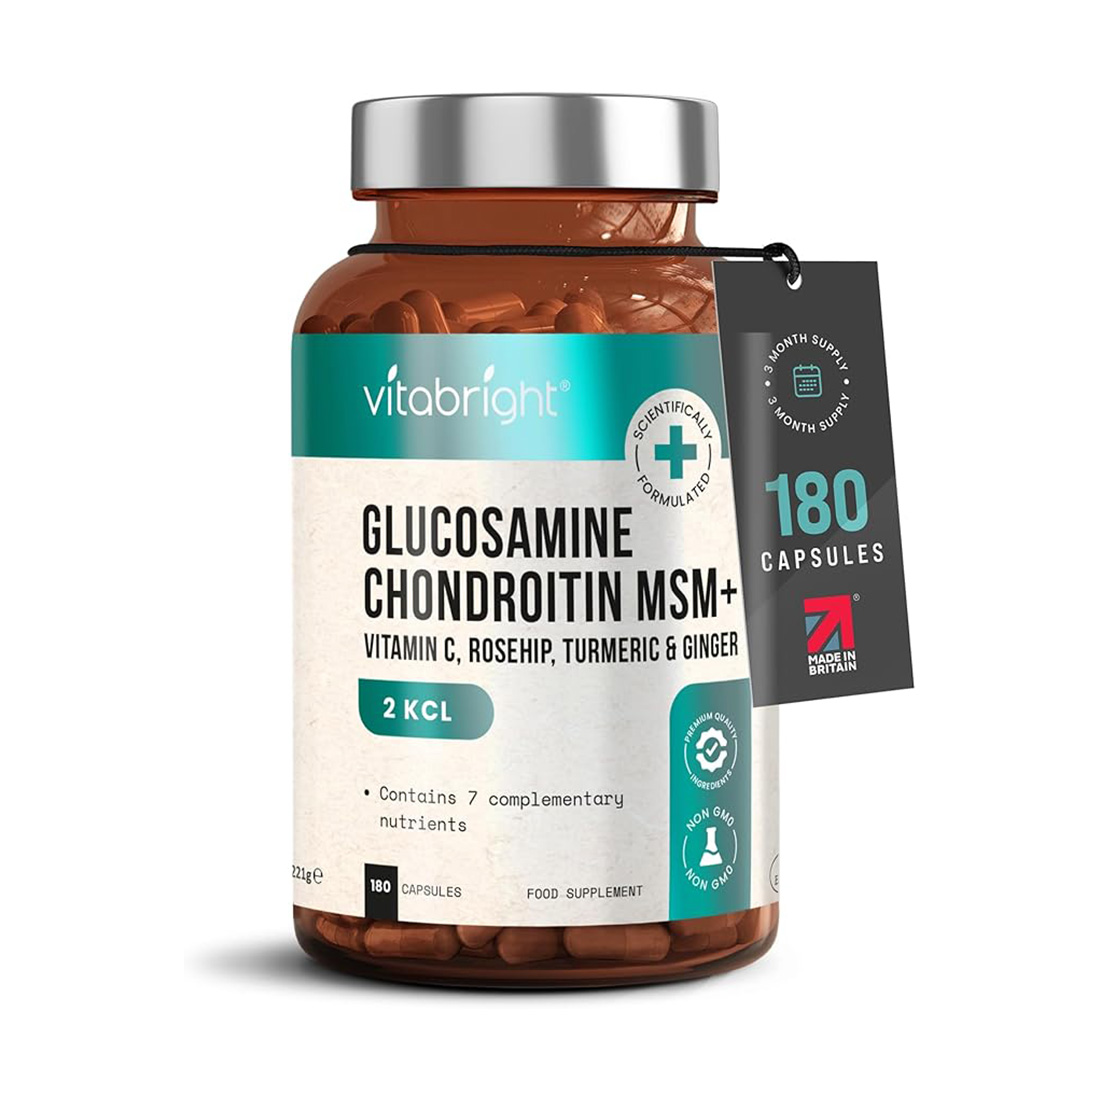 vitabright®
SCIENTIFICALLY
FORMULATED
GLUCOSAMINE
CHONDROITIN MSM+
VITAMIN C, ROSEHIP, TURMERIC & GINGER
2 KCL
• Contains 7 complementary
nutrients
221g℮
180 CAPSULES
FOOD SUPPLEMENT
PREMIUM QUALITY
INGREDIENTS
NON GMO
NON GMO
3 MONTH SUPPLY
3 MONTH SUPPLY
180
CAPSULES
®
MADE IN
BRITAIN